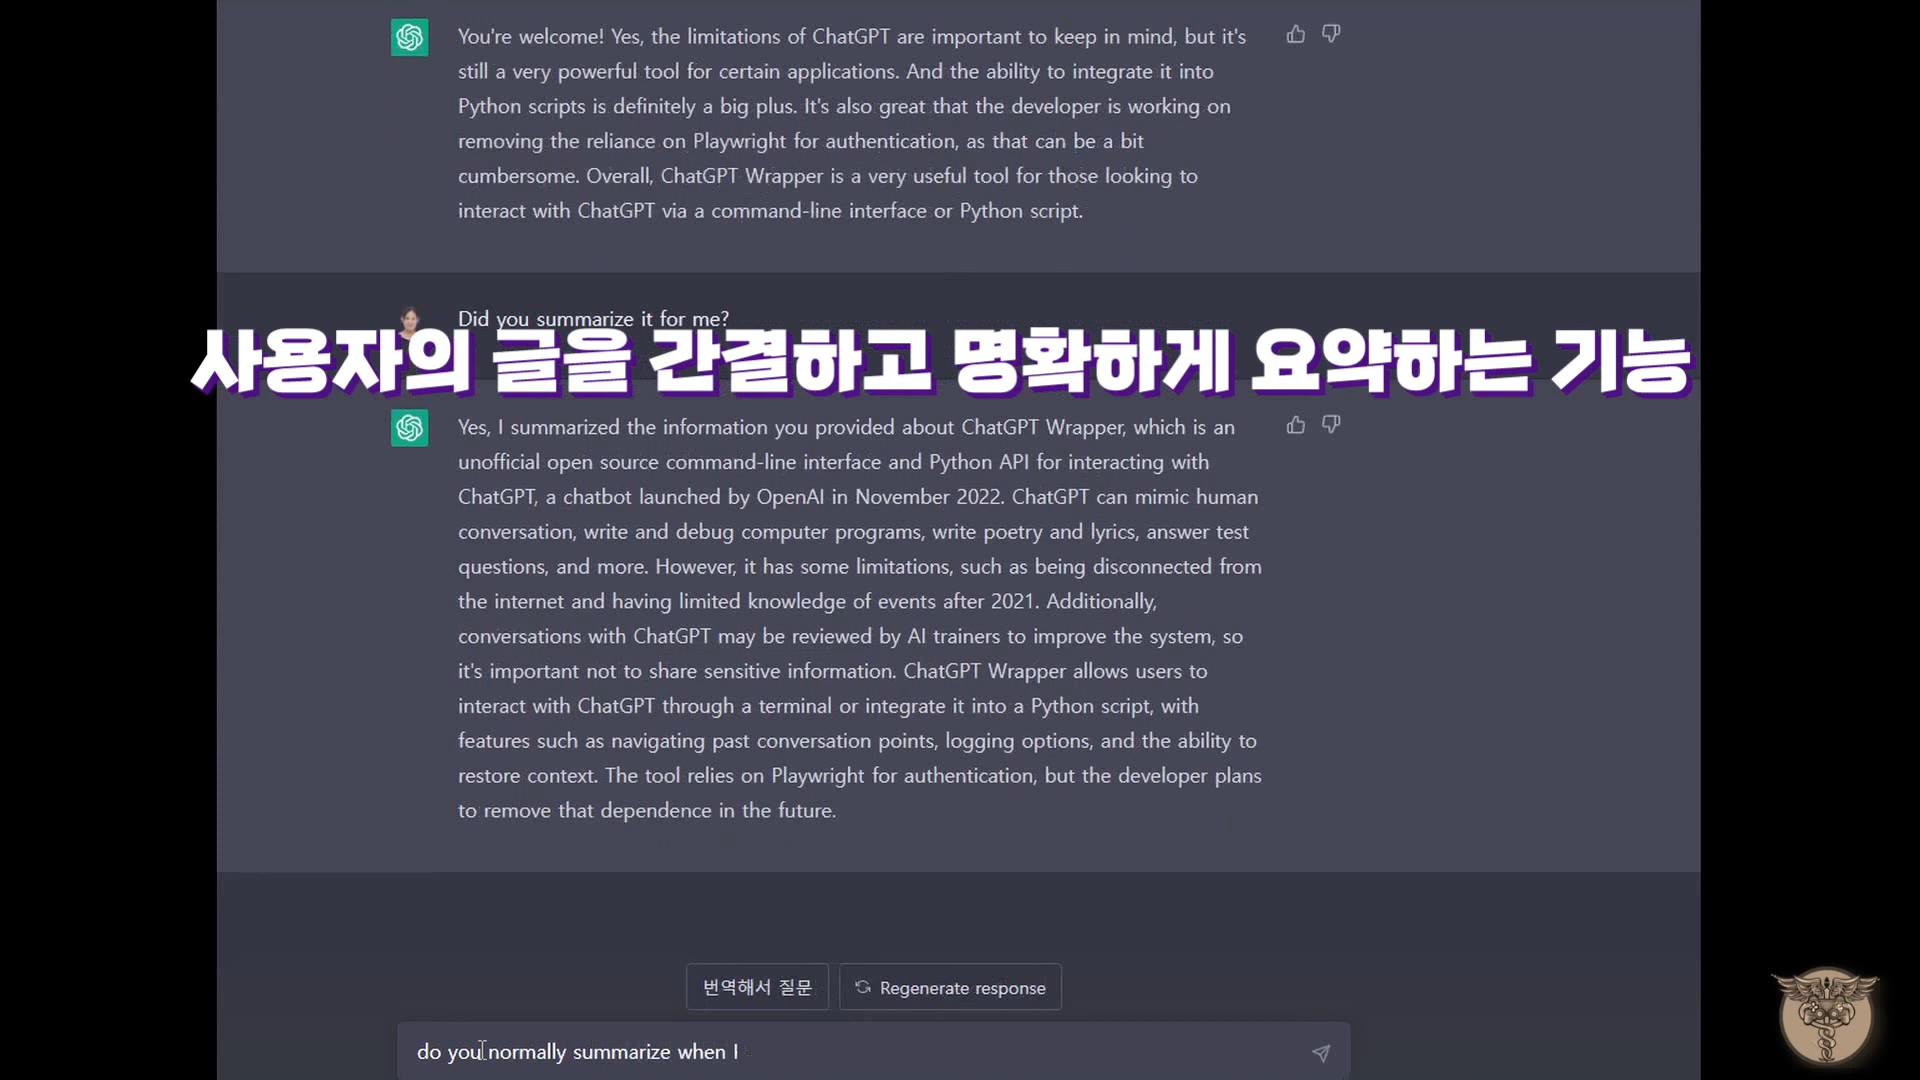 You're welcome! Yes, the limitations of ChatGPT are important to keep in mind, but it's
still a very powerful tool for certain applications. And the ability to integrate it into
Python scripts is definitely a big plus. It's also great that the developer is working on
removing the reliance on Playwright for authentication, as that can be a bit
cumbersome. Overall, ChatGPT Wrapper is a very useful tool for those looking to
interact with ChatGPT via a command-line interface or Python script.
Did you summarize it for me?
사용자의 글을 간결하고 명확하게 요약하는 기능
Yes, I summarized the information you provided about ChatGPT Wrapper, which is an
unofficial open source command-line interface and Python API for interacting with
ChatGPT, a chatbot launched by OpenAI in November 2022. ChatGPT can mimic human
conversation, write and debug computer programs, write poetry and lyrics, answer test
questions, and more. However, it has some limitations, such as being disconnected from
the internet and having limited knowledge of events after 2021. Additionally,
conversations with ChatGPT may be reviewed by AI trainers to improve the system, so
it's important not to share sensitive information. ChatGPT Wrapper allows users to
interact with ChatGPT through a terminal or integrate it into a Python script, with
features such as navigating past conversation points, logging options, and the ability to
restore context. The tool relies on Playwright for authentication, but the developer plans
to remove that dependence in the future.
번역해서 질문
Regenerate response
do you normally summarize when I